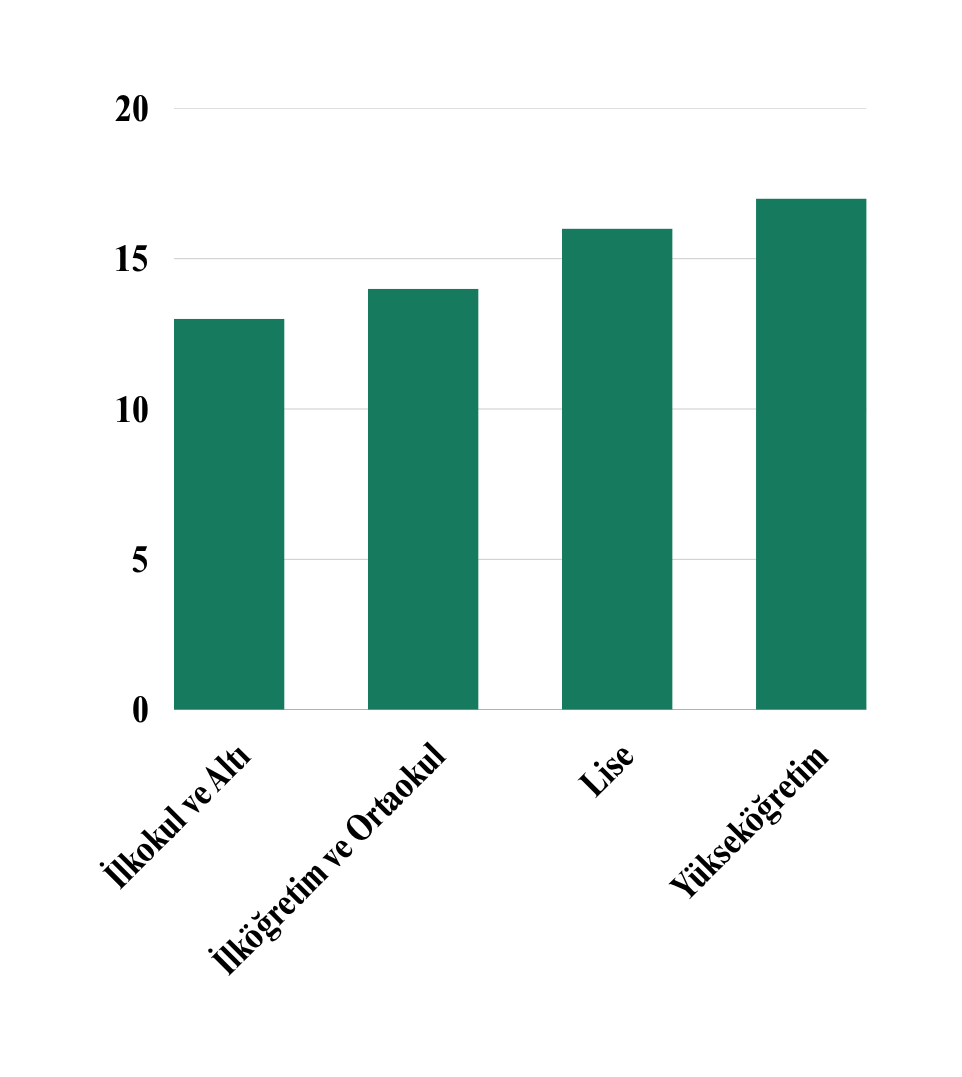 20
15
10
5
0
İlkokul ve Altı
İlköğretim ve Ortaokul
Lise
Yükseköğretim